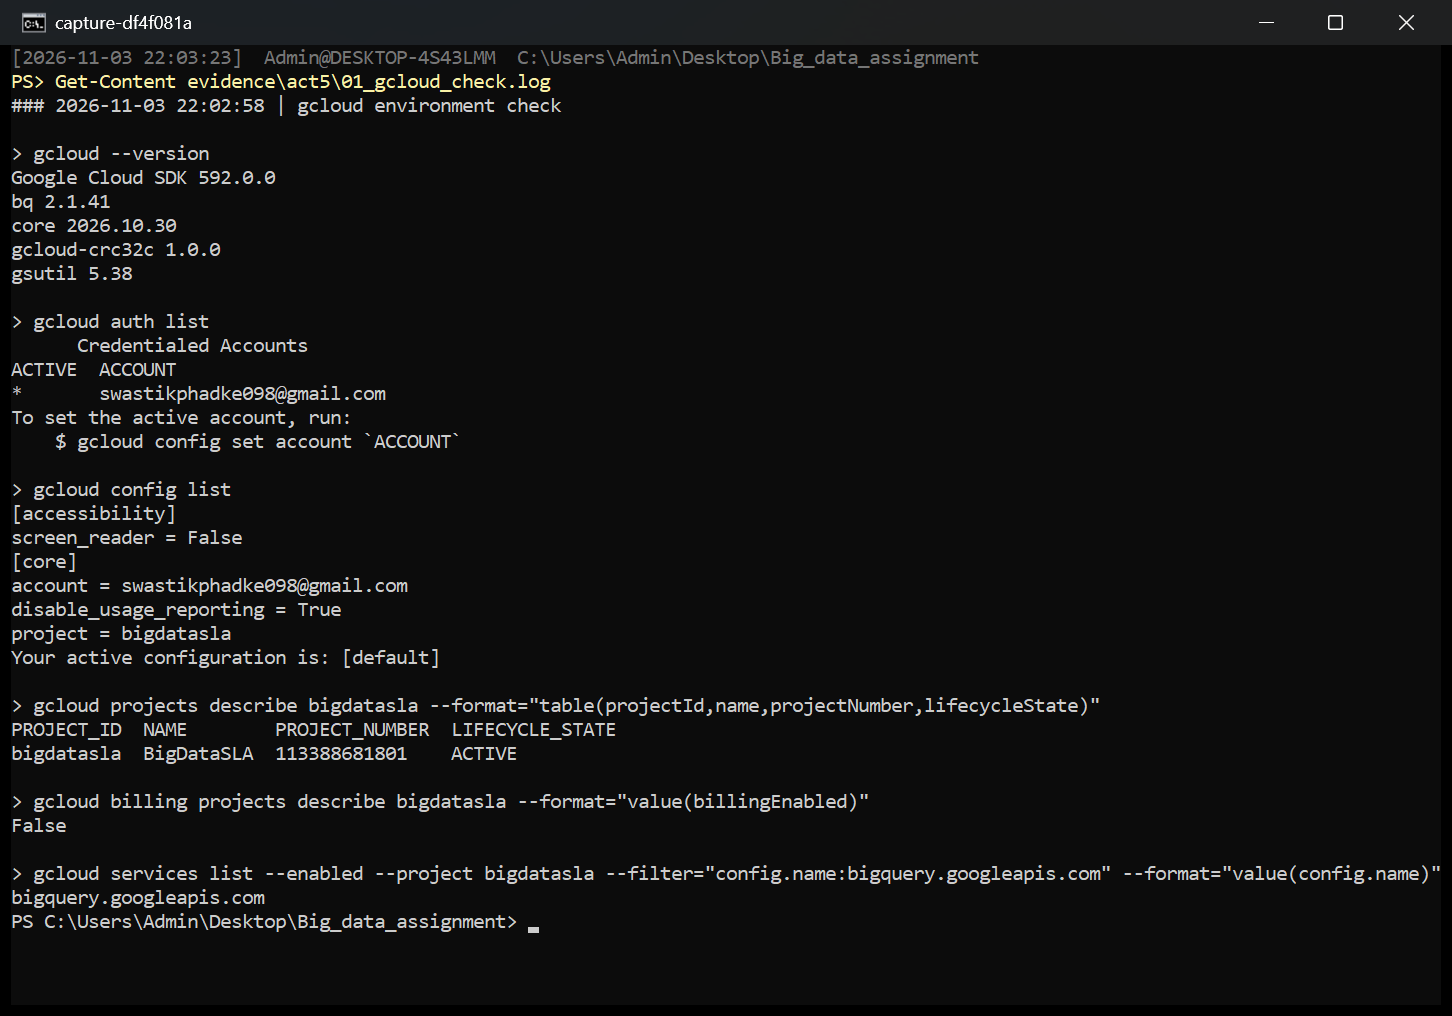 capture-df4f081a
[2026-11-03 22:03:23]  Admin@DESKTOP-4S43LMM  C:\Users\Admin\Desktop\Big_data_assignment
PS> Get-Content evidence\act5\01_gcloud_check.log
### 2026-11-03 22:02:58 | gcloud environment check
> gcloud --version
Google Cloud SDK 592.0.0
bq 2.1.41
core 2026.10.30
gcloud-crc32c 1.0.0
gsutil 5.38
> gcloud auth list
      Credentialed Accounts
ACTIVE  ACCOUNT
*       swastikphadke098@gmail.com
To set the active account, run:
    $ gcloud config set account `ACCOUNT`
> gcloud config list
[accessibility]
screen_reader = False
[core]
account = swastikphadke098@gmail.com
disable_usage_reporting = True
project = bigdatasla
Your active configuration is: [default]
> gcloud projects describe bigdatasla --format="table(projectId,name,projectNumber,lifecycleState)"
PROJECT_ID  NAME        PROJECT_NUMBER  LIFECYCLE_STATE
bigdatasla  BigDataSLA  113388681801    ACTIVE
> gcloud billing projects describe bigdatasla --format="value(billingEnabled)"
False
> gcloud services list --enabled --project bigdatasla --filter="config.name:bigquery.googleapis.com" --format="value(config.name)"
bigquery.googleapis.com
PS C:\Users\Admin\Desktop\Big_data_assignment>